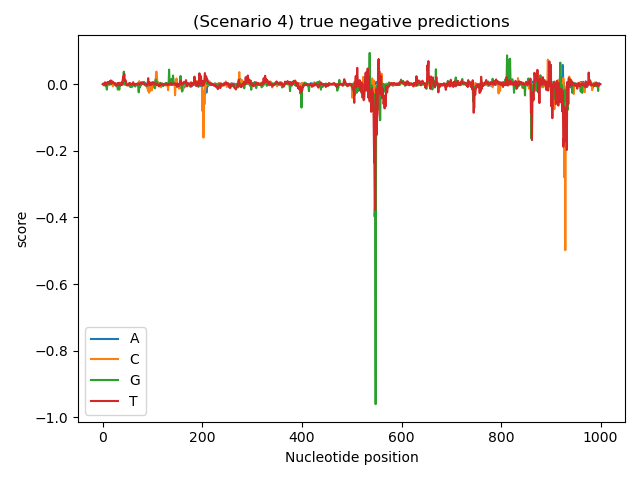 (Scenario 4) true negative predictions
score
0.0
−0.2
−0.4
−0.6
−0.8
−1.0
A
C
G
T
0 200 400 600 800 1000
Nucleotide position